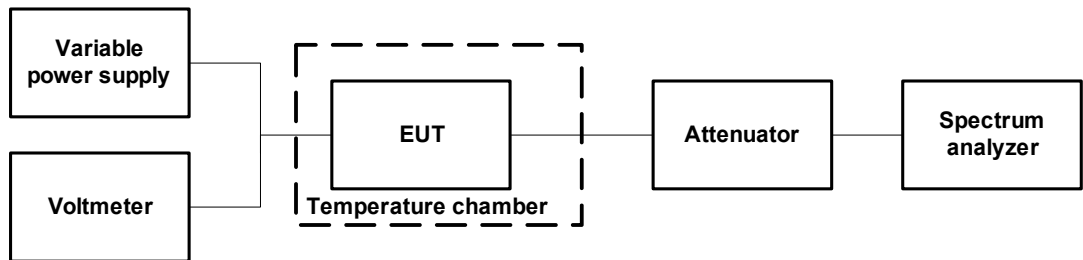 Variable
power supply
Voltmeter
EUT
Temperature chamber
Attenuator
Spectrum
analyzer